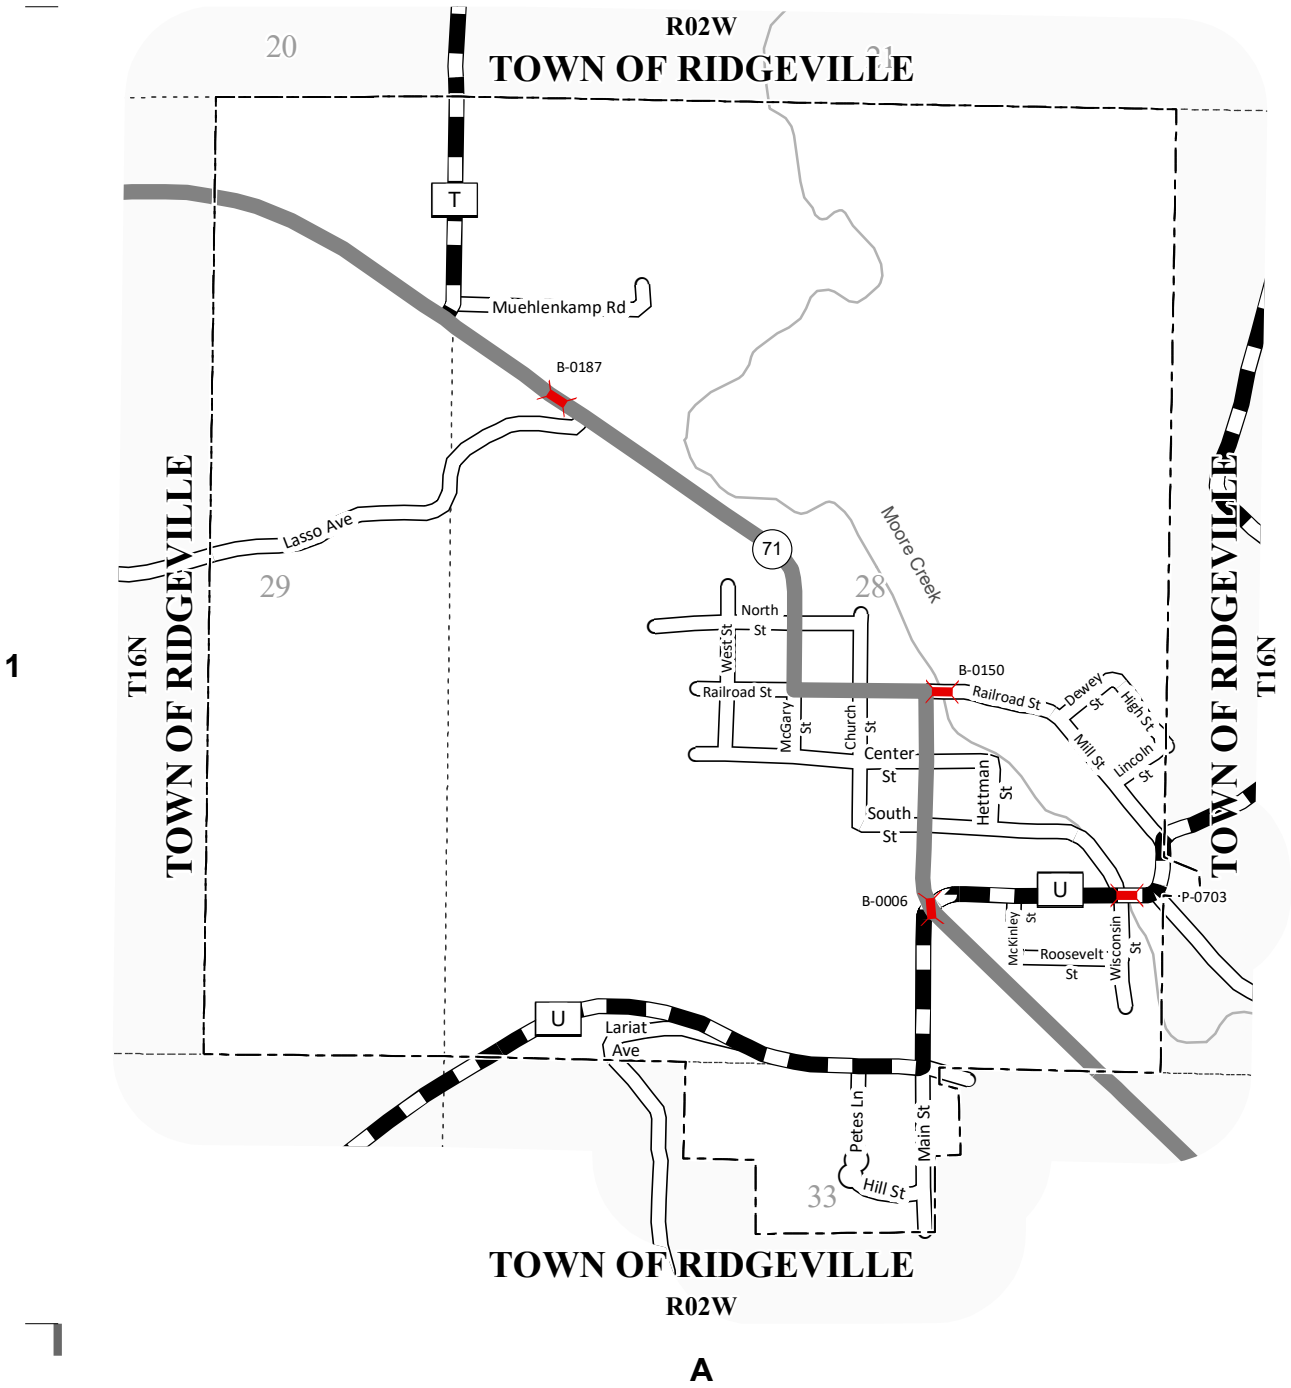 R02W
20
21
TOWN OF RIDGEVILLE
T
Muehlenkamp Rd
B-0187
TOWN OF RIDGEVILLE
TOWN OF RIDGEVILLE
Lasso Ave
71
Moore Creek
29
28
North
St
West St
1
T16N
T16N
B-0150
Railroad St
Railroad St
Dewey
St
High St
McGary
St
Church
St
Mill St
Lincoln
St
Center
St
Hettman
St
South
St
U
B-0006
P-0703
McKinley
St
Wisconsin
St
Roosevelt
St
U
Lariat
Ave
Petes Ln
Main St
Hill St
33
TOWN OF RIDGEVILLE
R02W
A